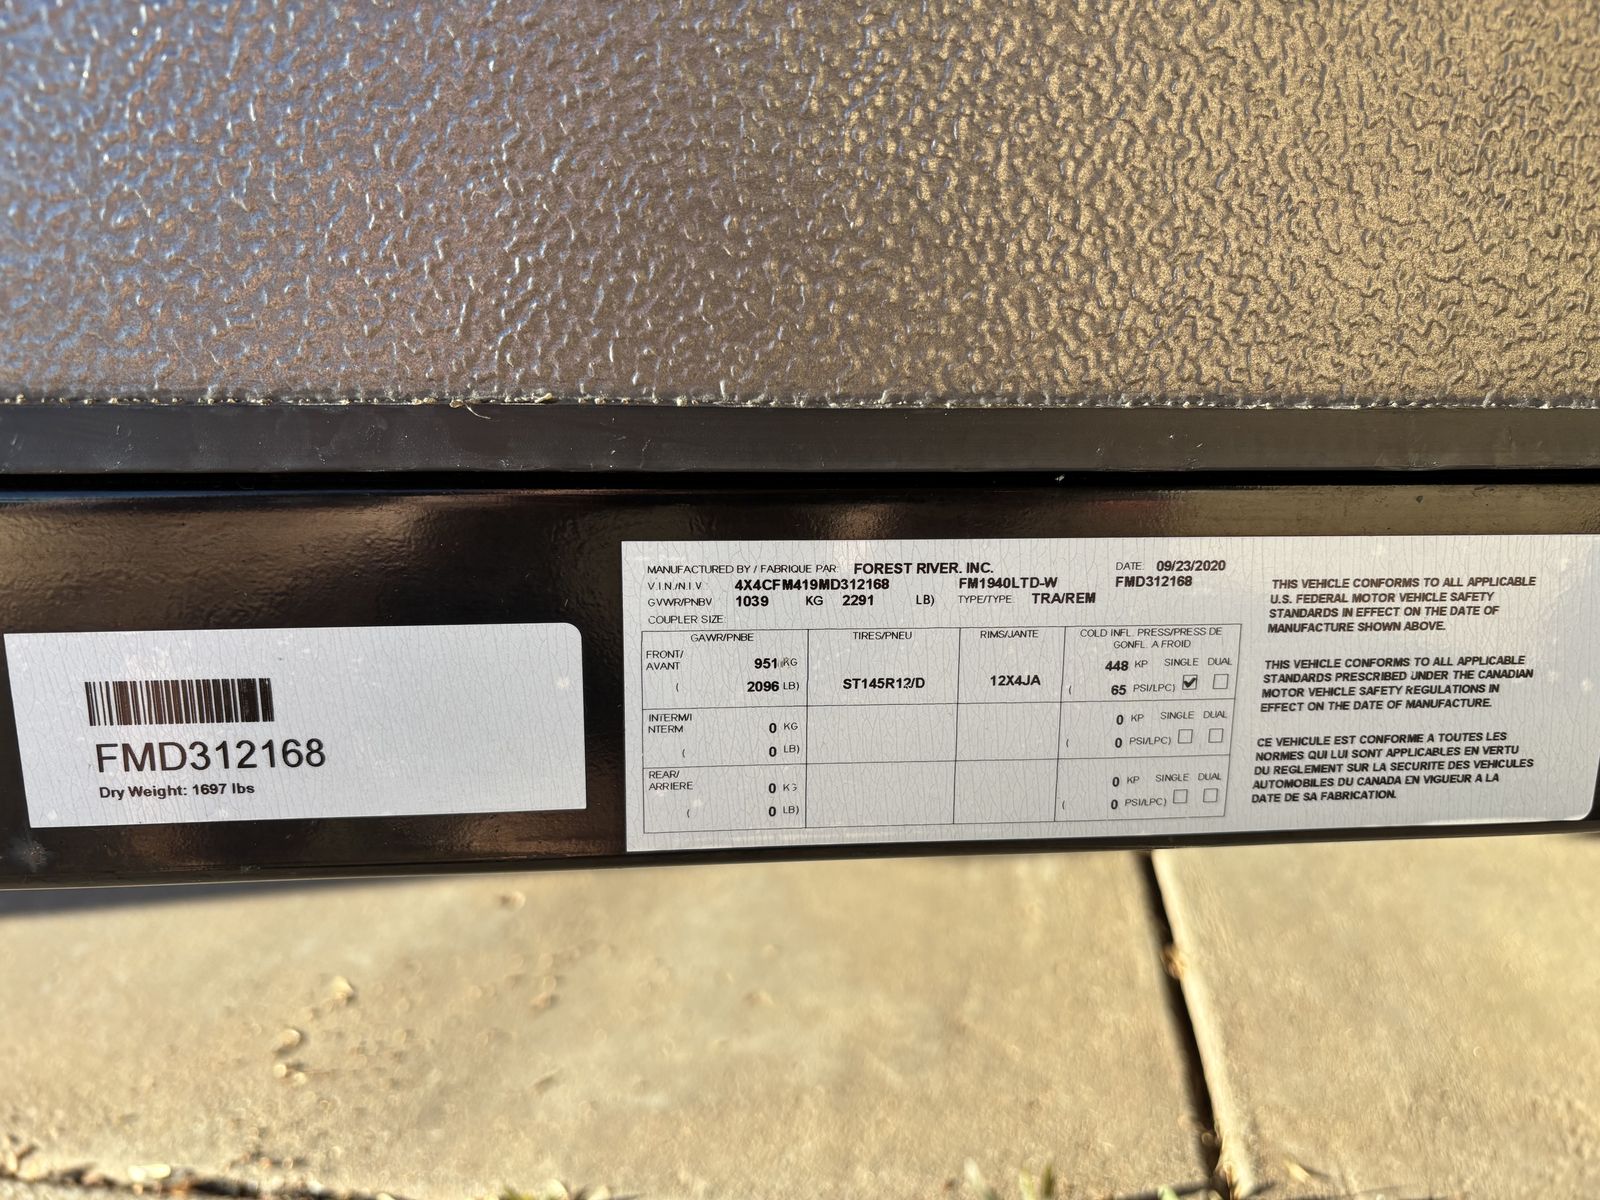 FMD312168
Dry Weight: 1697 lbs
MANUFACTURED BY / FABRIQUE PAR: FOREST RIVER, INC. DATE: 09/23/2020
V.I.N./N.I.V.: 4X4CFM419MD312168 FM1940LTD-W FMD312168
GVWR/PNBV 1039 KG 2291 LB) TYPE/TYPE: TRA/REM
COUPLER SIZE:
GAWR/PNBE TIRES/PNEU RIMS/JANTE COLD INFL. PRESS/PRESS DE
GONFL. A FROID
FRONT/
AVANT 951 KG 448 KP SINGLE DUAL
( 2096 LB) ST145R12/D 12X4JA ( 65 PSI/LPC)
INTERM/I
NTERM 0 KG 0 KP SINGLE DUAL
( 0 LB) ( 0 PSI/LPC)
REAR/
ARRIERE 0 KG 0 KP SINGLE DUAL
( 0 LB) ( 0 PSI/LPC)
THIS VEHICLE CONFORMS TO ALL APPLICABLE
U.S. FEDERAL MOTOR VEHICLE SAFETY
STANDARDS IN EFFECT ON THE DATE OF
MANUFACTURE SHOWN ABOVE.
THIS VEHICLE CONFORMS TO ALL APPLICABLE
STANDARDS PRESCRIBED UNDER THE CANADIAN
MOTOR VEHICLE SAFETY REGULATIONS IN
EFFECT ON THE DATE OF MANUFACTURE.
CE VEHICULE EST CONFORME A TOUTES LES
NORMES QUI LUI SONT APPLICABLES EN VERTU
DU REGLEMENT SUR LA SECURITE DES VEHICULES
AUTOMOBILES DU CANADA EN VIGUEUR A LA
DATE DE SA FABRICATION.